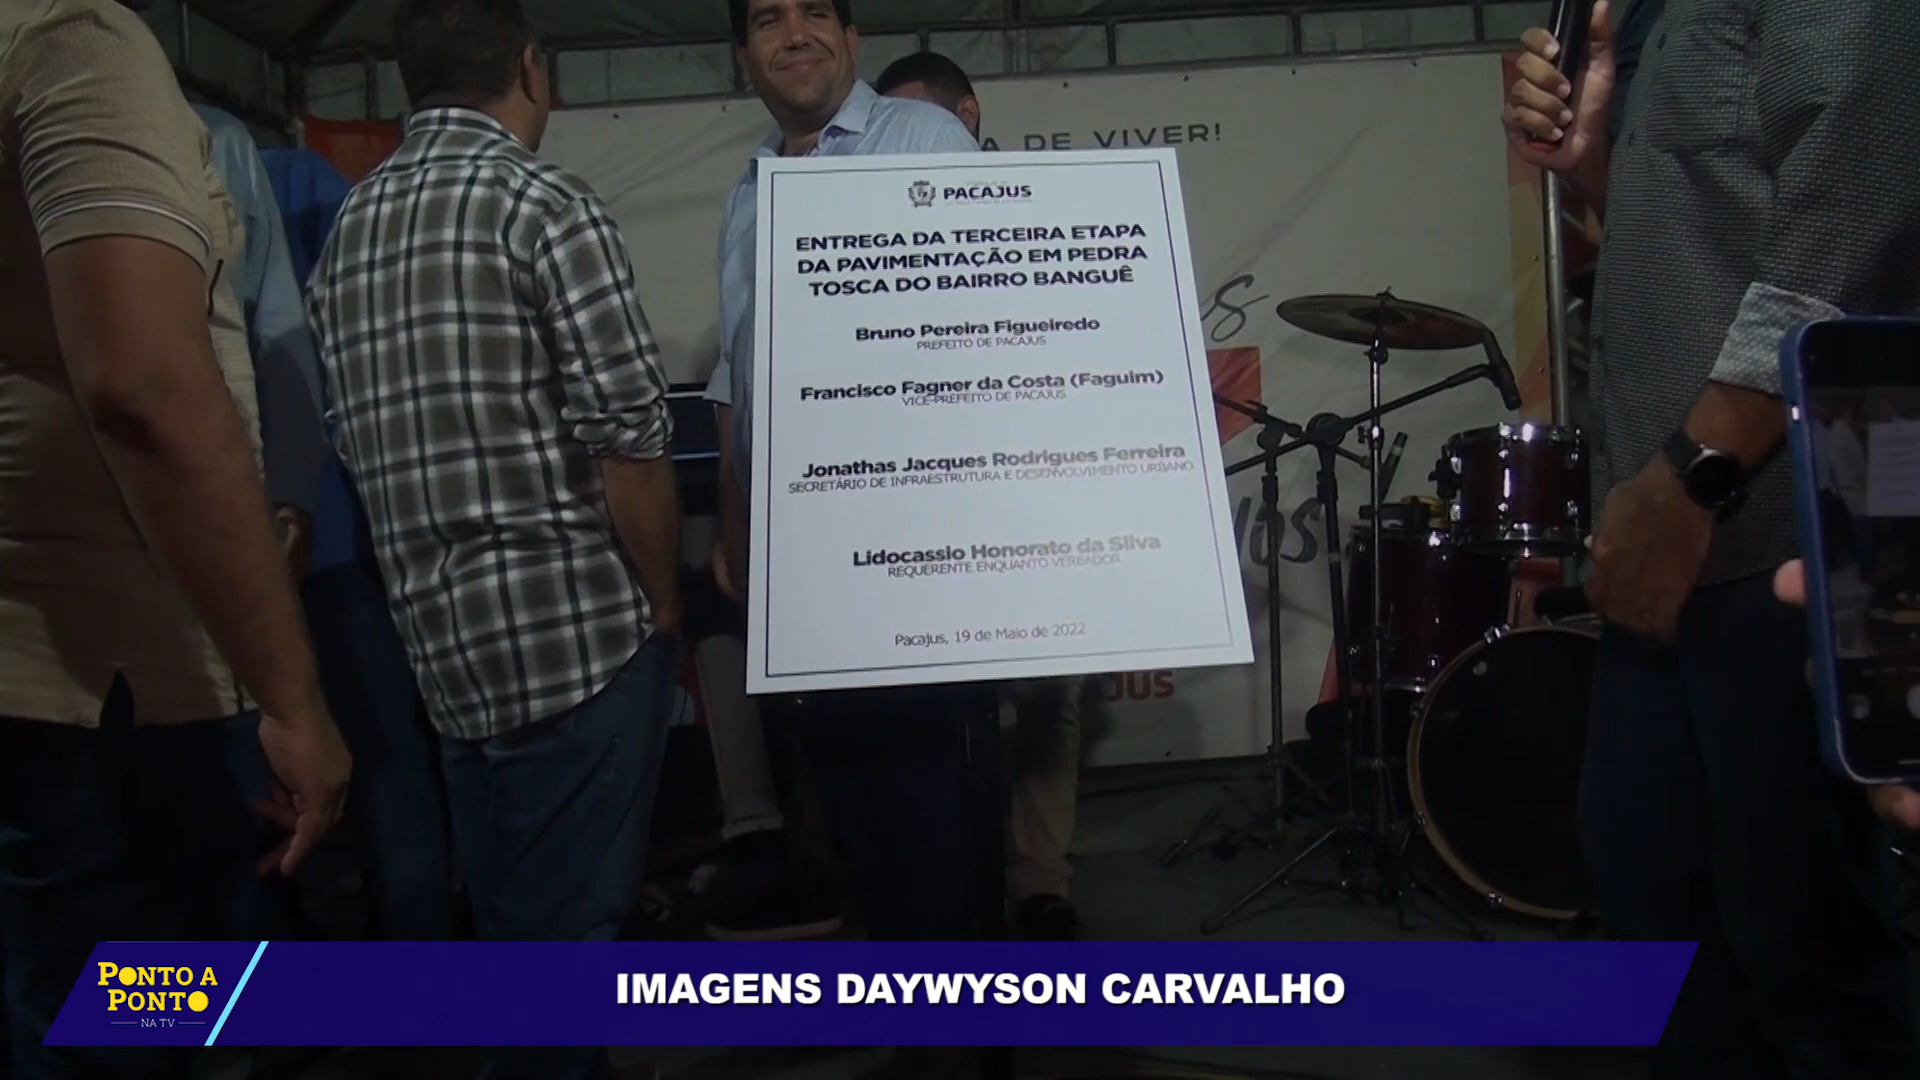 A DE VIVER!
PACAJUS
ENTREGA DA TERCEIRA ETAPA
DA PAVIMENTAÇÃO EM PEDRA
TOSCA DO BAIRRO BANGUÊ
Bruno Pereira Figueiredo
PREFEITO DE PACAJUS
Francisco Fagner da Costa (Faguim)
VICE-PREFEITO DE PACAJUS
Jonathas Jacques Rodrigues Ferreira
SECRETÁRIO DE INFRAESTRUTURA E DESENVOLVIMENTO URBANO
Lidocassio Honorato da Silva
REQUERENTE ENQUANTO VEREADOR
Pacajus, 19 de Maio de 2022
JUS
PONTO A
PONTO
NA TV
IMAGENS DAYWYSON CARVALHO